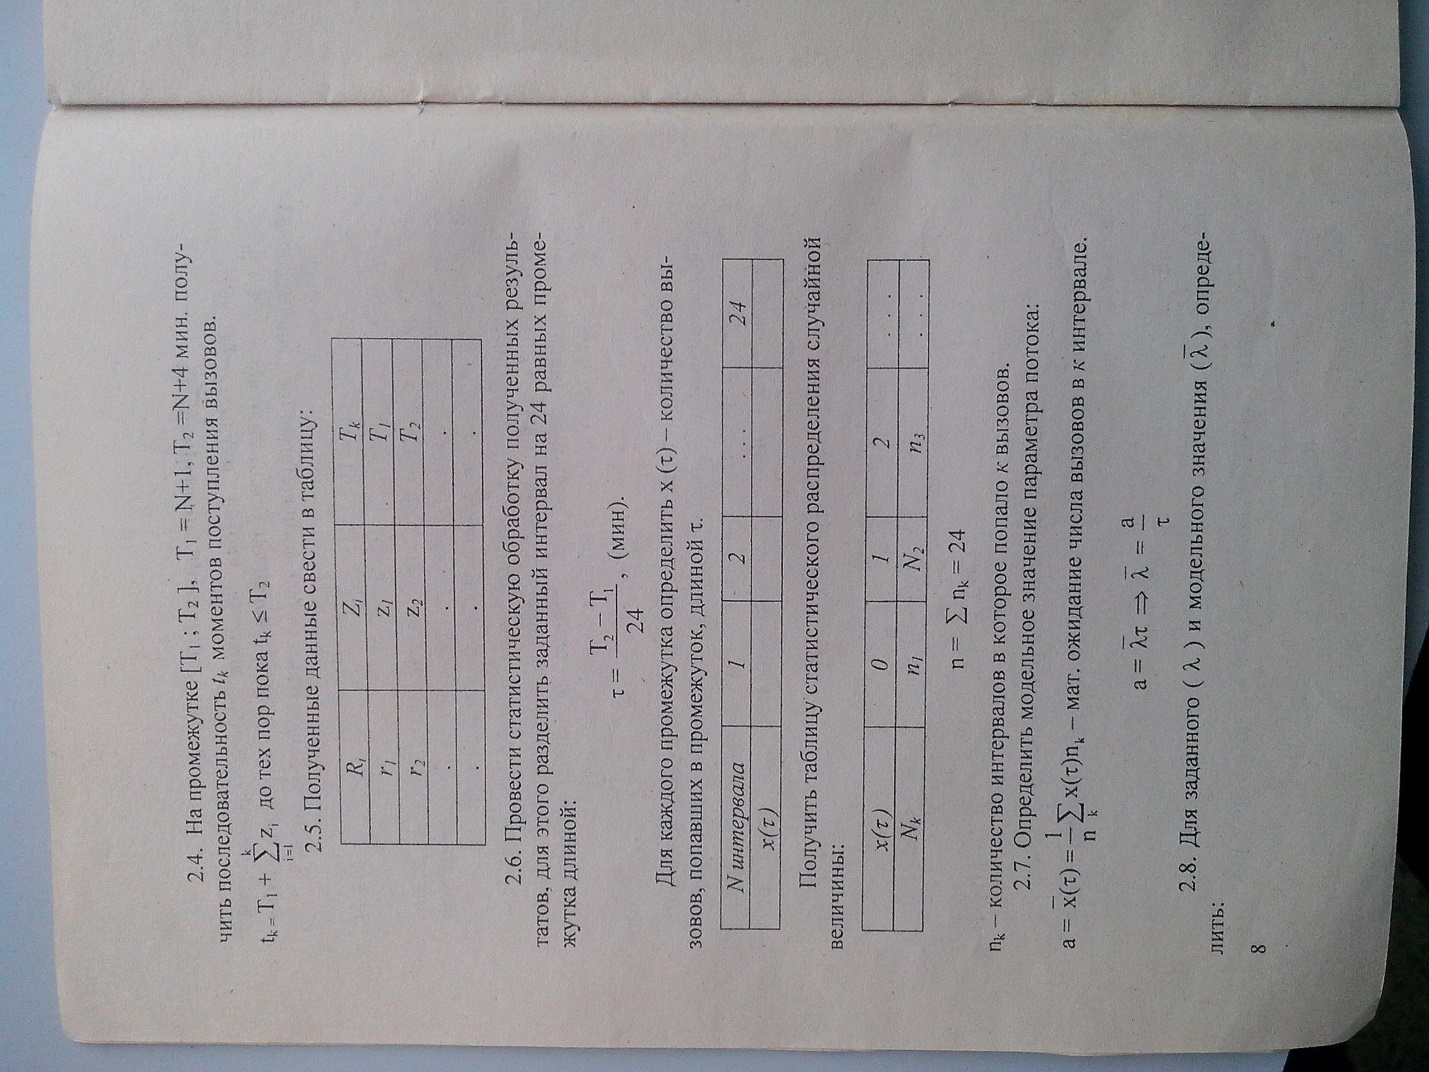 2.4. На промежутке [T₁ ; T₂ ], T₁ =N+1, T₂ =N+4 мин. полу-
чить последовательность tₖ моментов поступления вызовов.
tₖ = T₁ + ∑ᵢ₌₁ᵏ zᵢ до тех пор пока tₖ ≤ T₂
2.5. Полученные данные свести в таблицу:
Rᵢ Zᵢ Tₖ
r₁ z₁ T₁
r₂ z₂ T₂
. . .
. . .
2.6. Провести статистическую обработку полученных резуль-
татов, для этого разделить заданный интервал на 24 равных проме-
жутка длиной:
τ = (T₂ − T₁)/24 , (мин).
Для каждого промежутка определить x (τ) – количество вы-
зовов, попавших в промежуток, длиной τ.
N интервала 1 2 ... 24
x(τ)
Получить таблицу статистического распределения случайной
величины:
x(τ) 0 1 2 . . .
Nₖ n₁ N₂ n₃ . . .
n = ∑ nₖ = 24
nₖ – количество интервалов в которое попало к вызовов.
2.7. Определить модельное значение параметра потока:
a = x̄(τ) = 1/n ∑ₖ x(τ)nₖ – мат. ожидание числа вызовов в к интервале.
a = λ̄τ ⇒ λ̄ = a/τ
2.8. Для заданного ( λ ) и модельного значения (λ̄ ), опреде-
лить:
8